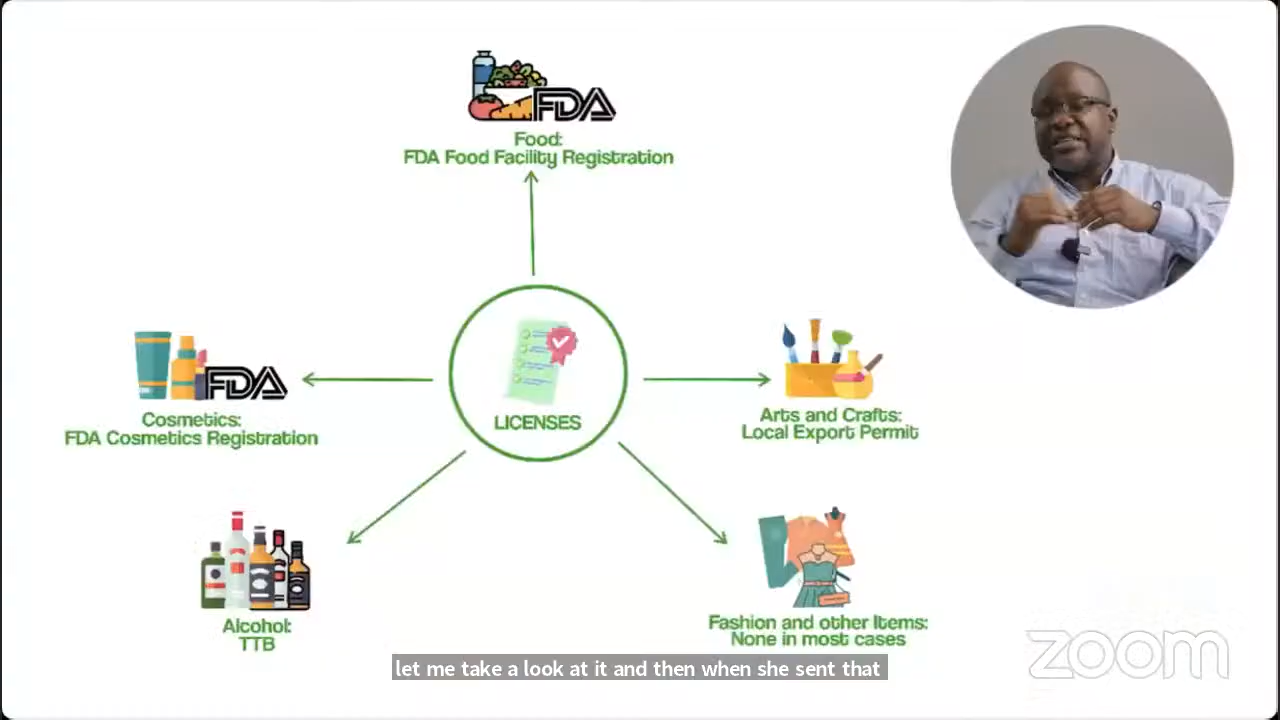 FDA
Food:
FDA Food Facility Registration
FDA
Cosmetics:
FDA Cosmetics Registration
LICENSES
Arts and Crafts:
Local Export Permit
Alcohol:
TTB
Fashion and other Items:
None in most cases
let me take a look at it and then when she sent that
zoom